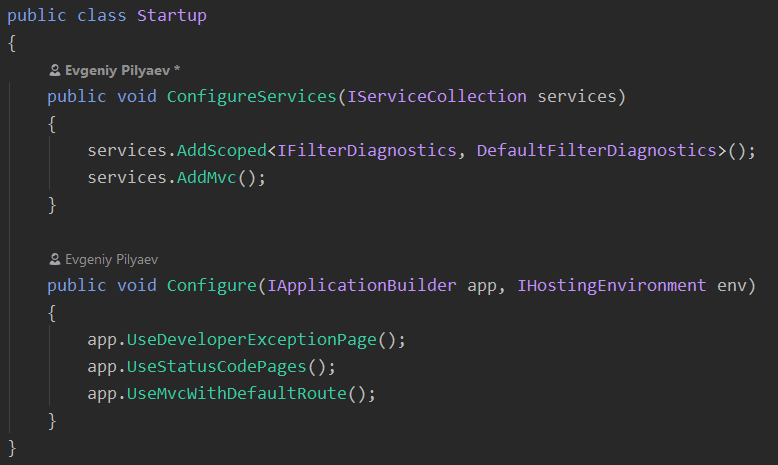 public class Startup
{
Evgeniy Pilyaev *
public void ConfigureServices(IServiceCollection services)
{
services.AddScoped<IFilterDiagnostics, DefaultFilterDiagnostics>();
services.AddMvc();
}
Evgeniy Pilyaev
public void Configure(IApplicationBuilder app, IHostingEnvironment env)
{
app.UseDeveloperExceptionPage();
app.UseStatusCodePages();
app.UseMvcWithDefaultRoute();
}
}